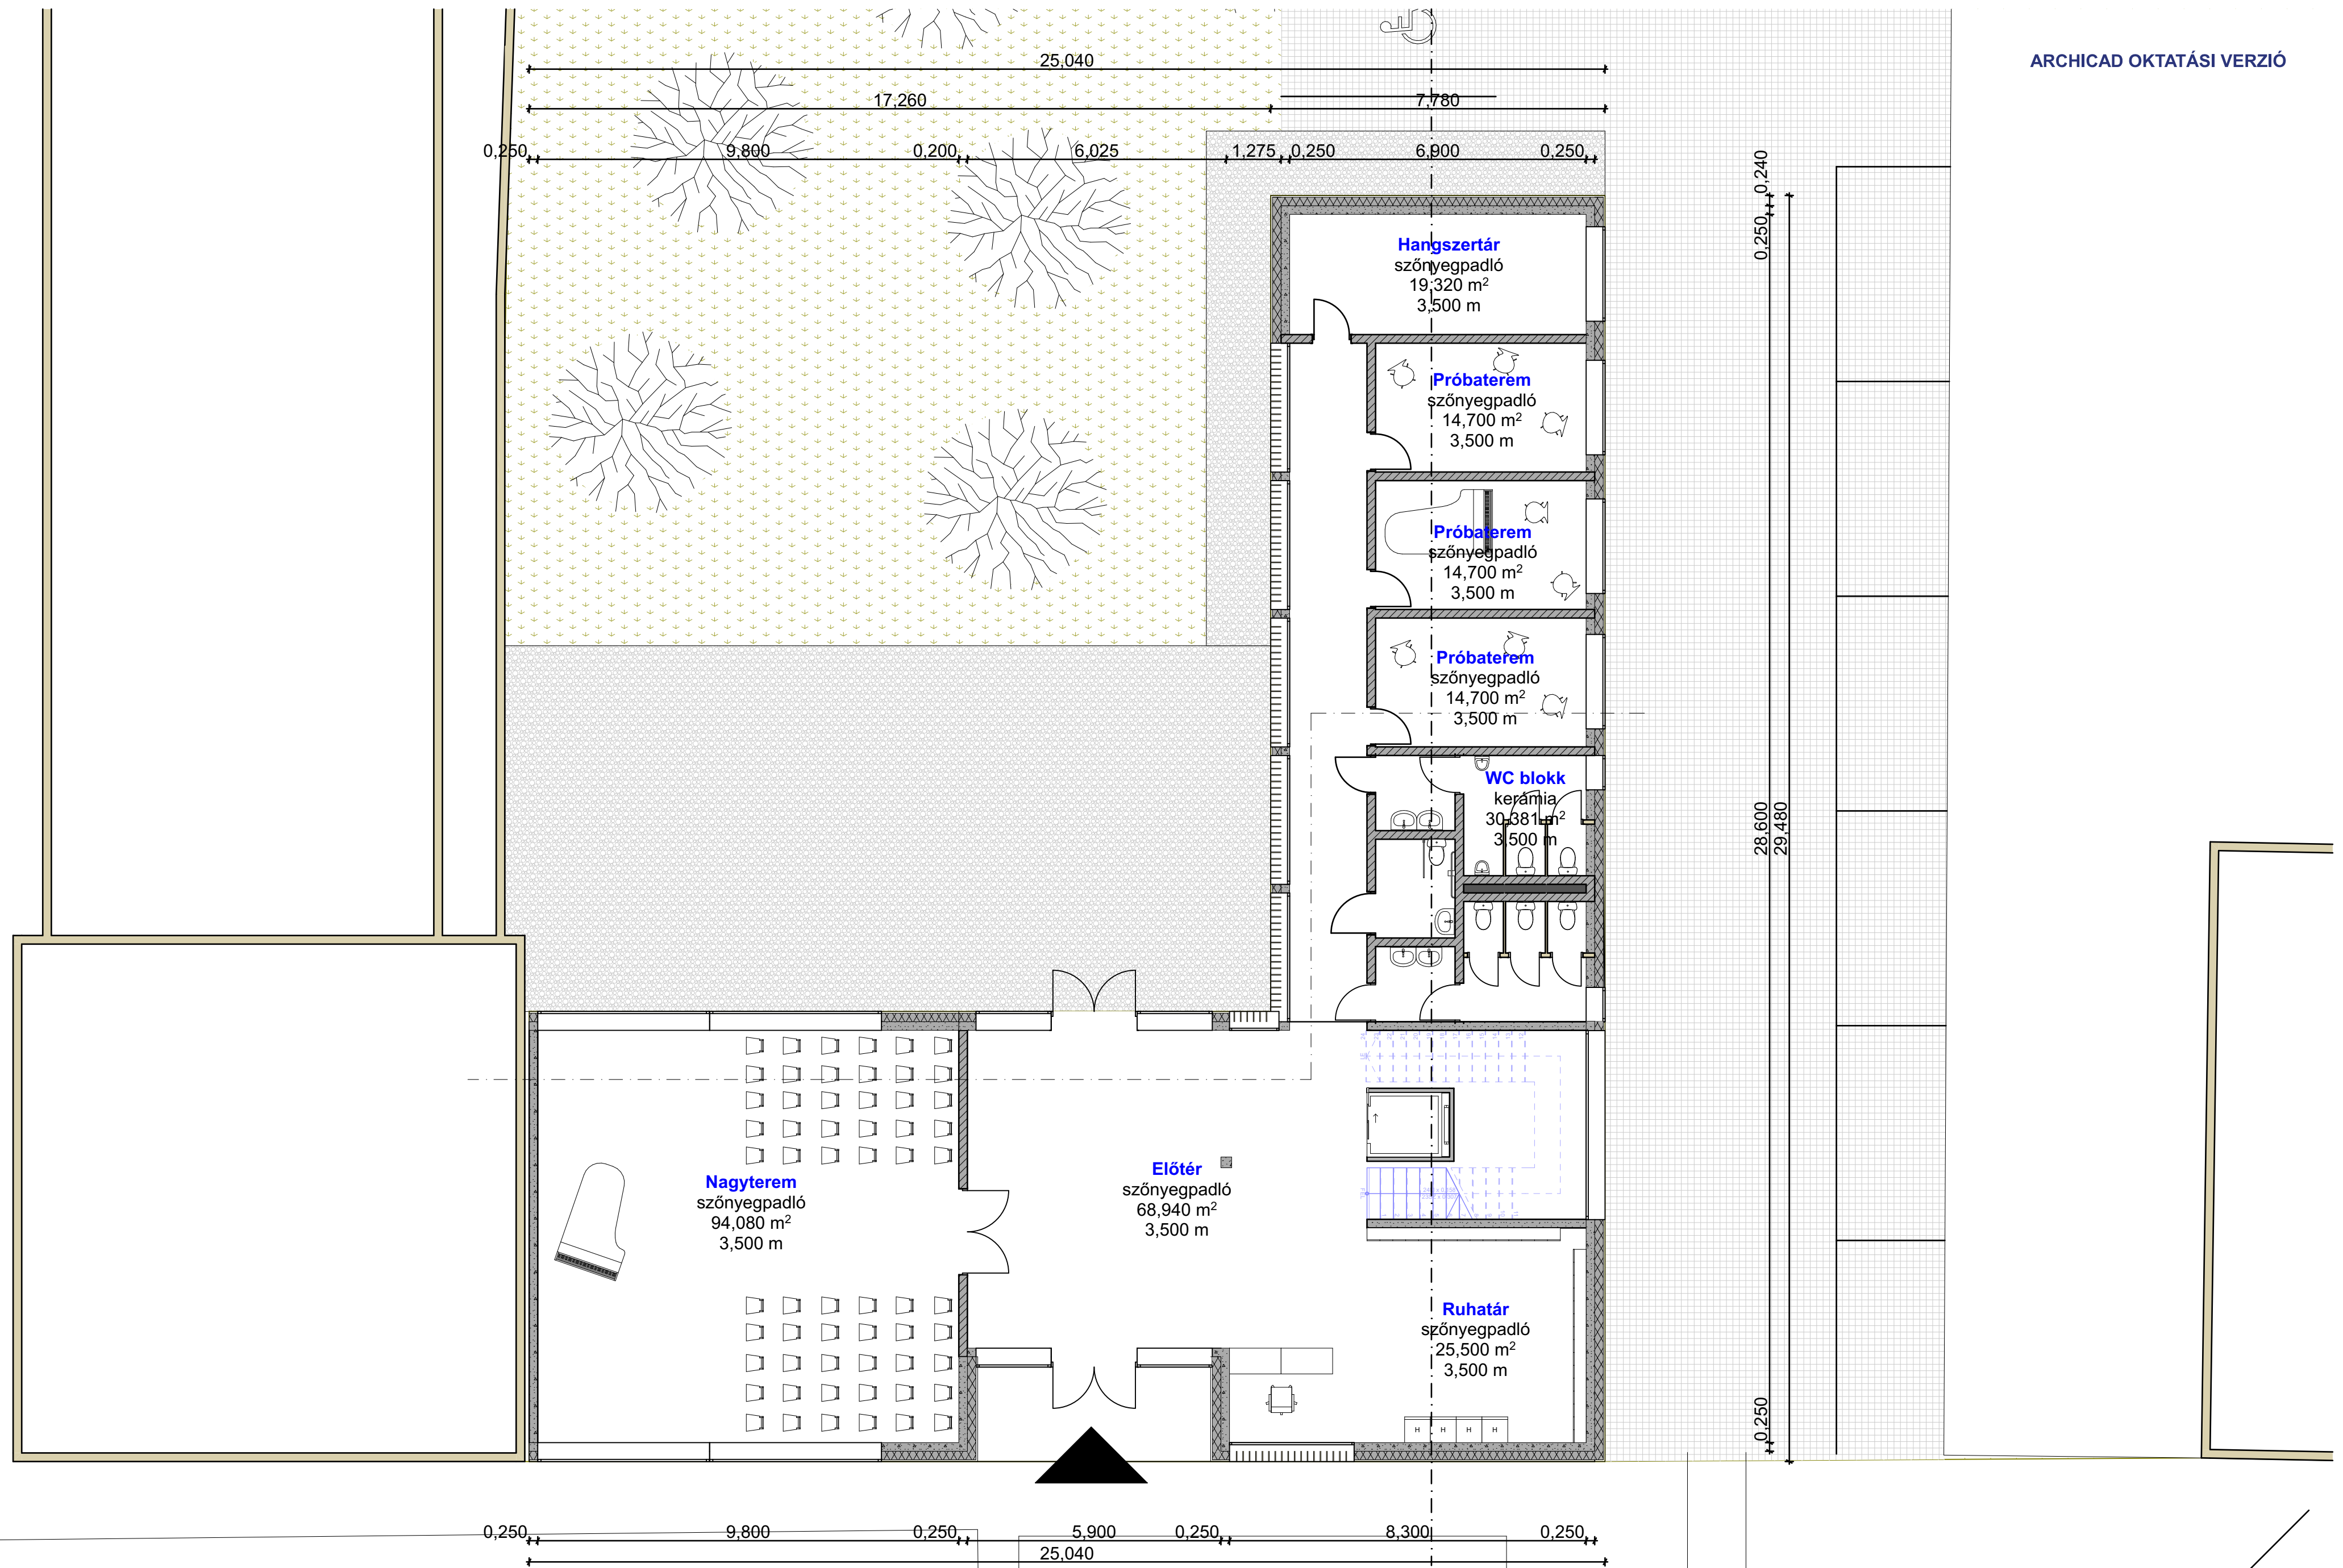 25,040
ARCHICAD OKTATÁSI VERZIÓ
17,260
7,780
0,250
9,800
0,200
6,025
1,275
0,250
6,900
0,250
0,240
0,250
Hangszertár
szőnyegpadló
19,320 m²
3,500 m
Próbaterem
szőnyegpadló
14,700 m²
3,500 m
Próbaterem
szőnyegpadló
14,700 m²
3,500 m
Próbaterem
szőnyegpadló
14,700 m²
3,500 m
WC blokk
kerámia
30,381 m²
3,500 m
28,600
29,480
Nagyterem
szőnyegpadló
94,080 m²
3,500 m
Előtér
szőnyegpadló
68,940 m²
3,500 m
Ruhatár
szőnyegpadló
25,500 m²
3,500 m
H H H H
0,250
0,250
9,800
0,250
5,900
0,250
8,300
0,250
25,040